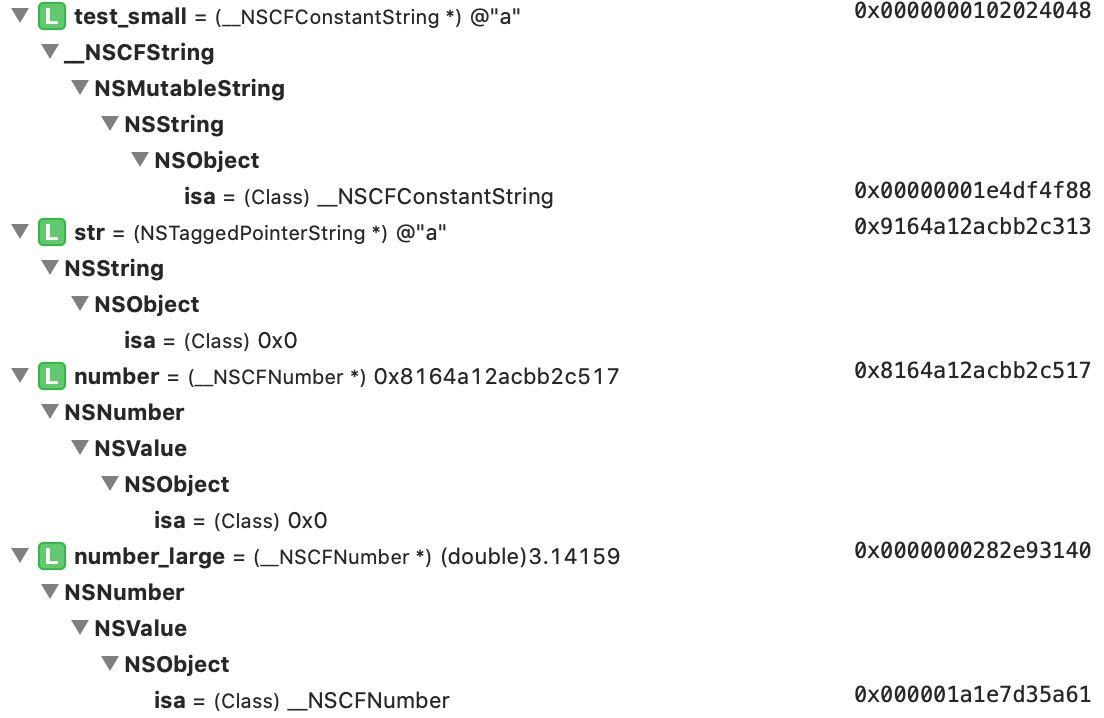 L test_small = (__NSCFConstantString *) @"a" 0x0000000102024048
__NSCFString
NSMutableString
NSString
NSObject
isa = (Class) __NSCFConstantString 0x00000001e4df4f88
L str = (NSTaggedPointerString *) @"a" 0x9164a12acbb2c313
NSString
NSObject
isa = (Class) 0x0
L number = (__NSCFNumber *) 0x8164a12acbb2c517 0x8164a12acbb2c517
NSNumber
NSValue
NSObject
isa = (Class) 0x0
L number_large = (__NSCFNumber *) (double)3.14159 0x0000000282e93140
NSNumber
NSValue
NSObject
isa = (Class) __NSCFNumber 0x000001a1e7d35a61